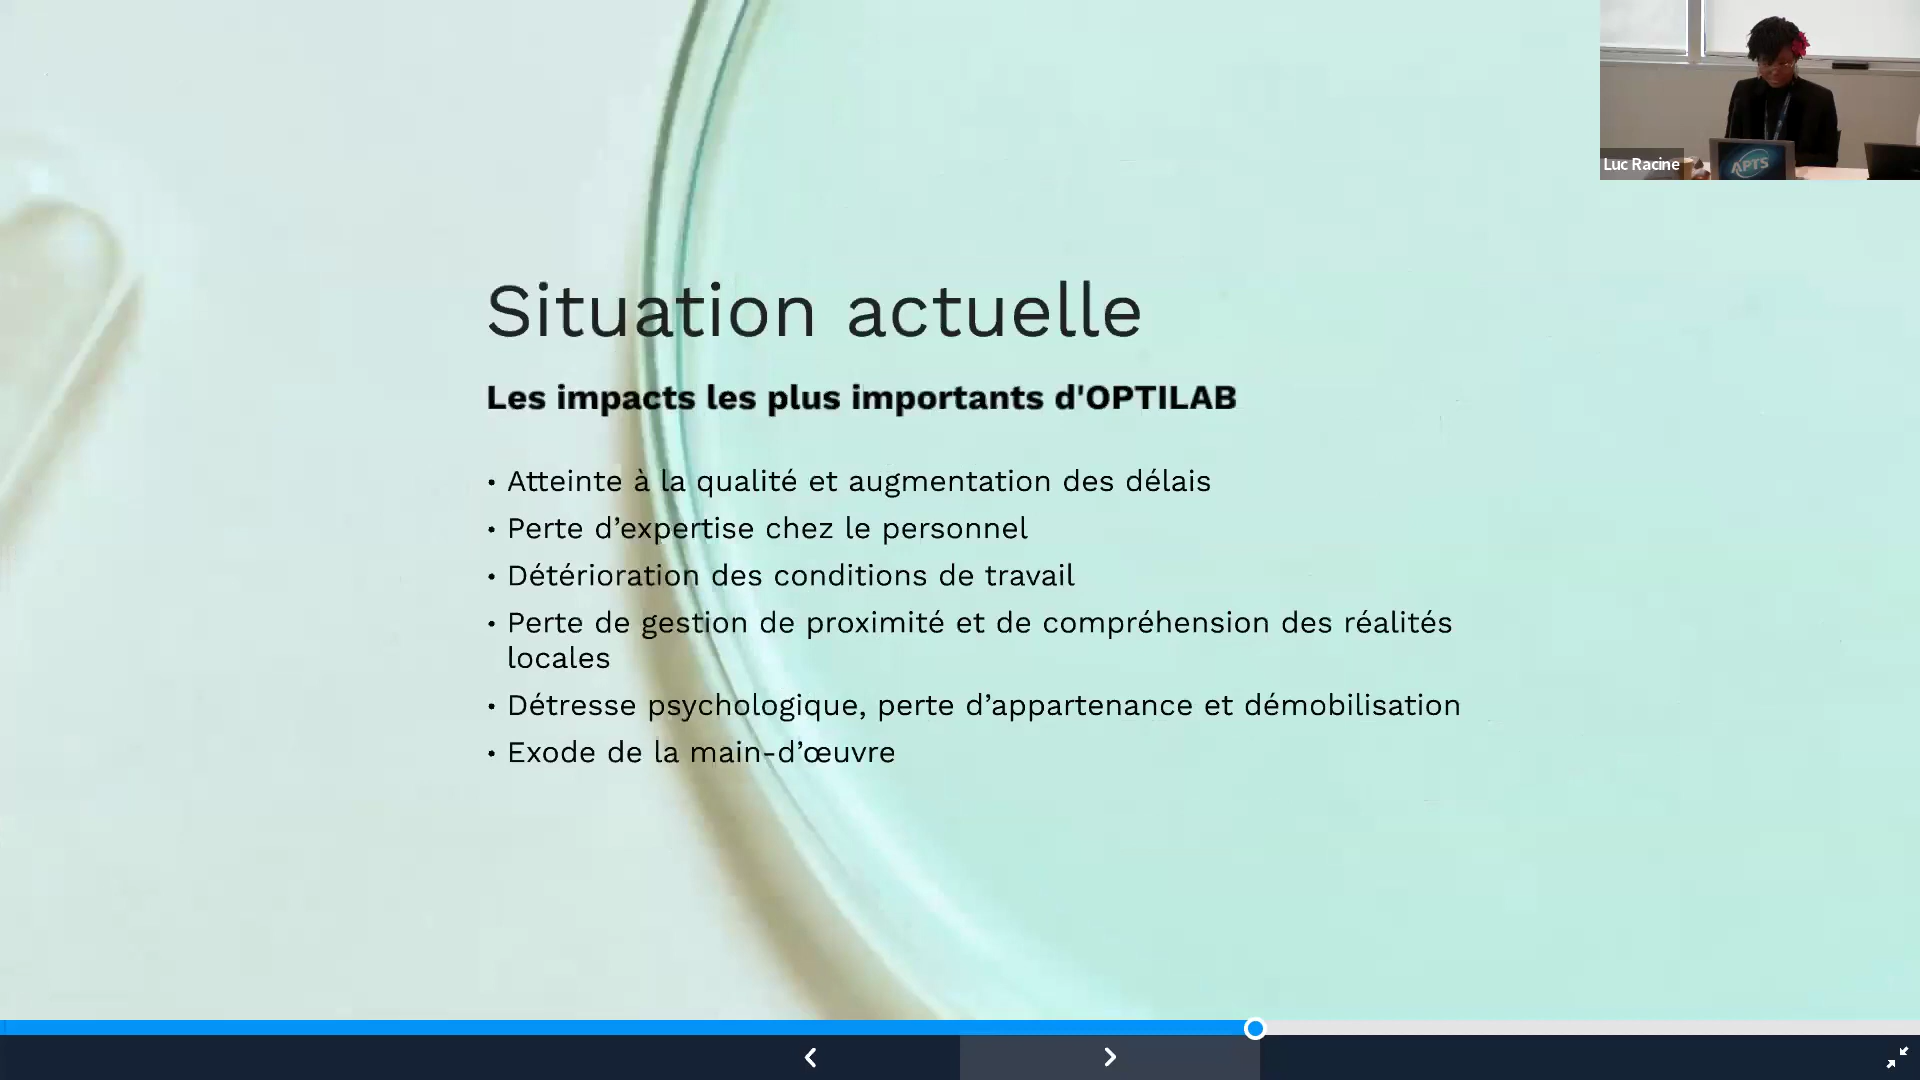 Luc Racine
APTS
Situation actuelle
Les impacts les plus importants d'OPTILAB
• Atteinte à la qualité et augmentation des délais
• Perte d’expertise chez le personnel
• Détérioration des conditions de travail
• Perte de gestion de proximité et de compréhension des réalités
locales
• Détresse psychologique, perte d’appartenance et démobilisation
• Exode de la main-d’œuvre